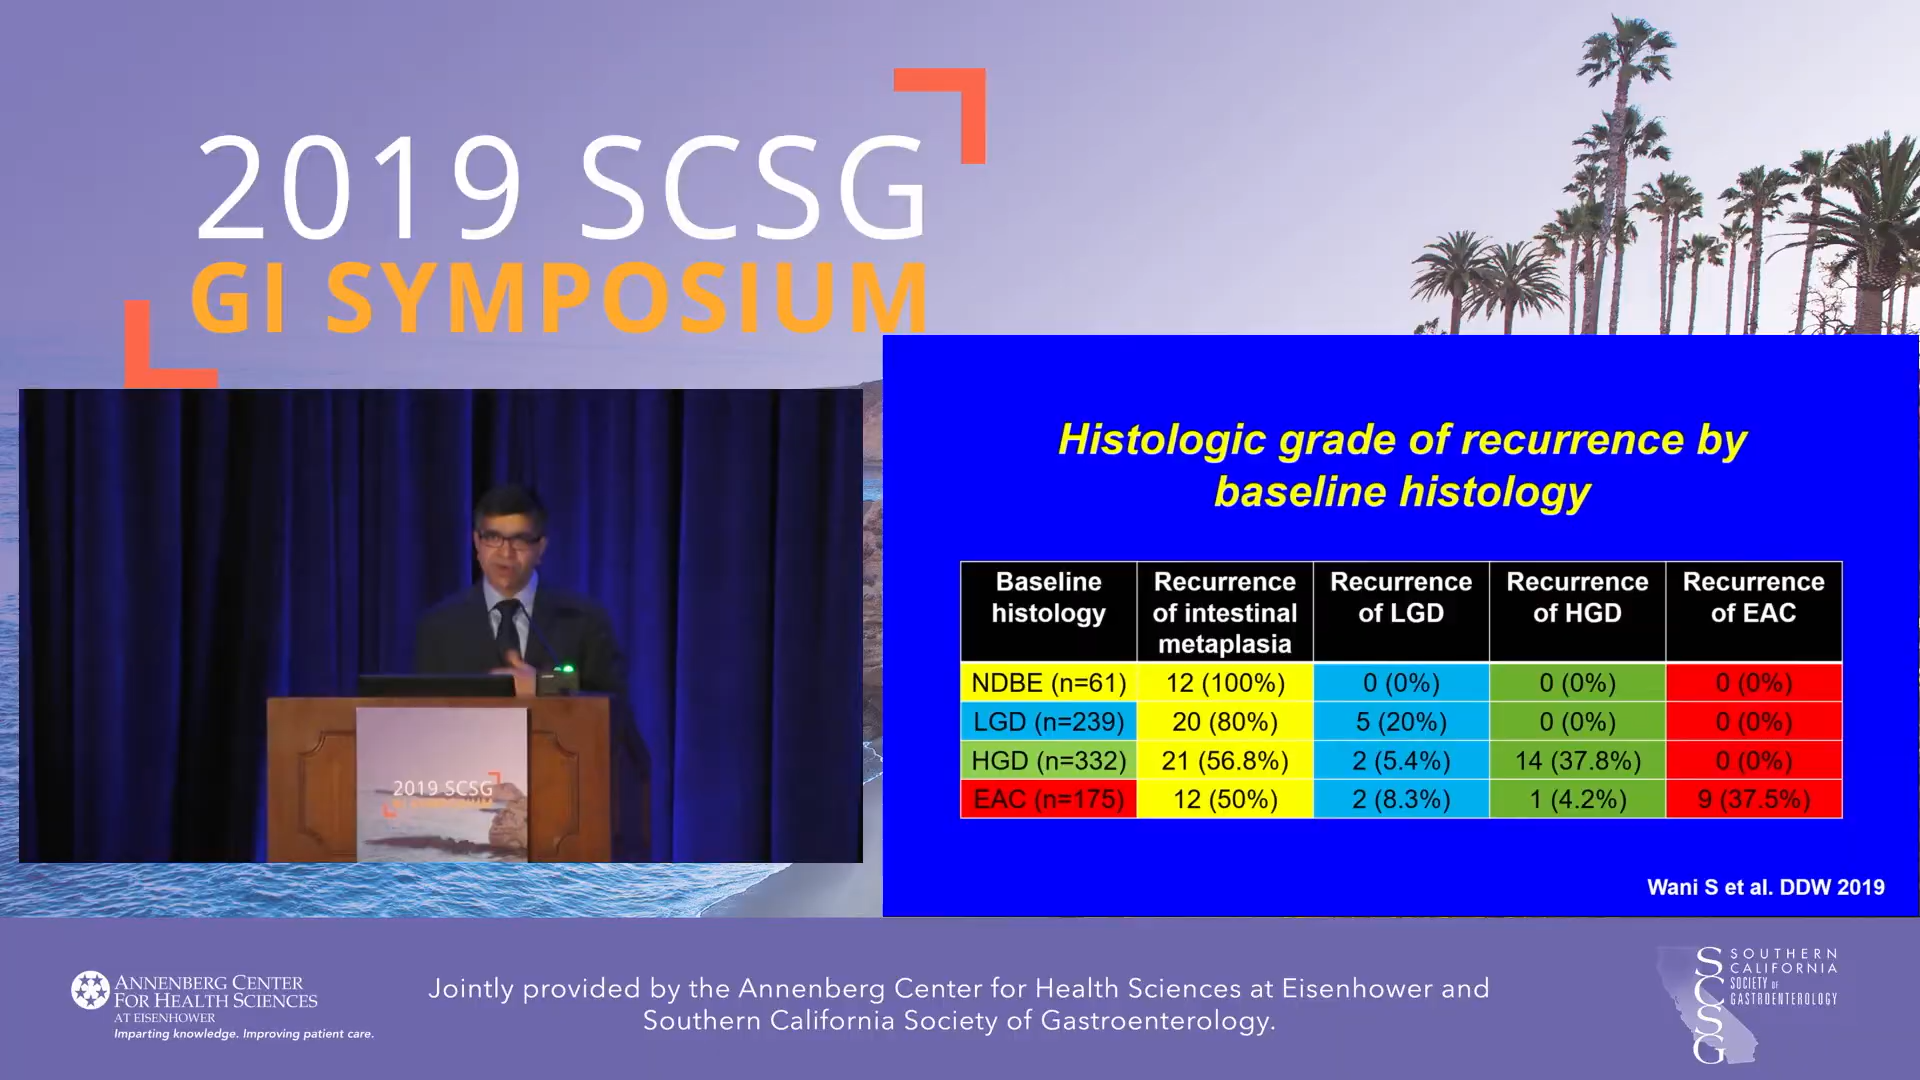 2019 SCSG
GI SYMPOSIUM
Histologic grade of recurrence by
baseline histology
Baseline histology Recurrence of intestinal metaplasia Recurrence of LGD Recurrence of HGD Recurrence of EAC
NDBE (n=61) 12 (100%) 0 (0%) 0 (0%) 0 (0%)
LGD (n=239) 20 (80%) 5 (20%) 0 (0%) 0 (0%)
HGD (n=332) 21 (56.8%) 2 (5.4%) 14 (37.8%) 0 (0%)
EAC (n=175) 12 (50%) 2 (8.3%) 1 (4.2%) 9 (37.5%)
Wani S et al. DDW 2019
2019 SCSG
GI SYMPOSIUM
ANNENBERG CENTER
FOR HEALTH SCIENCES
AT EISENHOWER
Imparting knowledge. Improving patient care.
Jointly provided by the Annenberg Center for Health Sciences at Eisenhower and
Southern California Society of Gastroenterology.
SCSG
SOUTHERN
CALIFORNIA
SOCIETY OF
GASTROENTEROLOGY